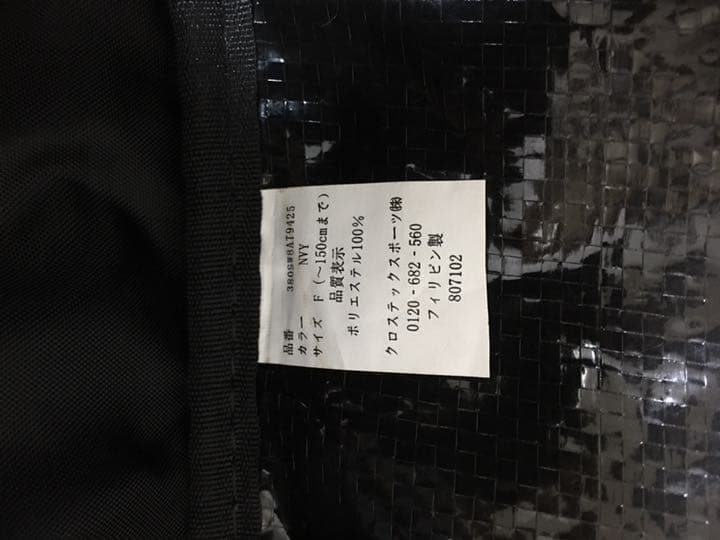 品番 380SW8AT9425
カラー NVY
サイズ F (～150cmまで)
品質表示
ポリエステル100%
クロステックスポーツ㈱
0120-682-560
フィリピン製
807102